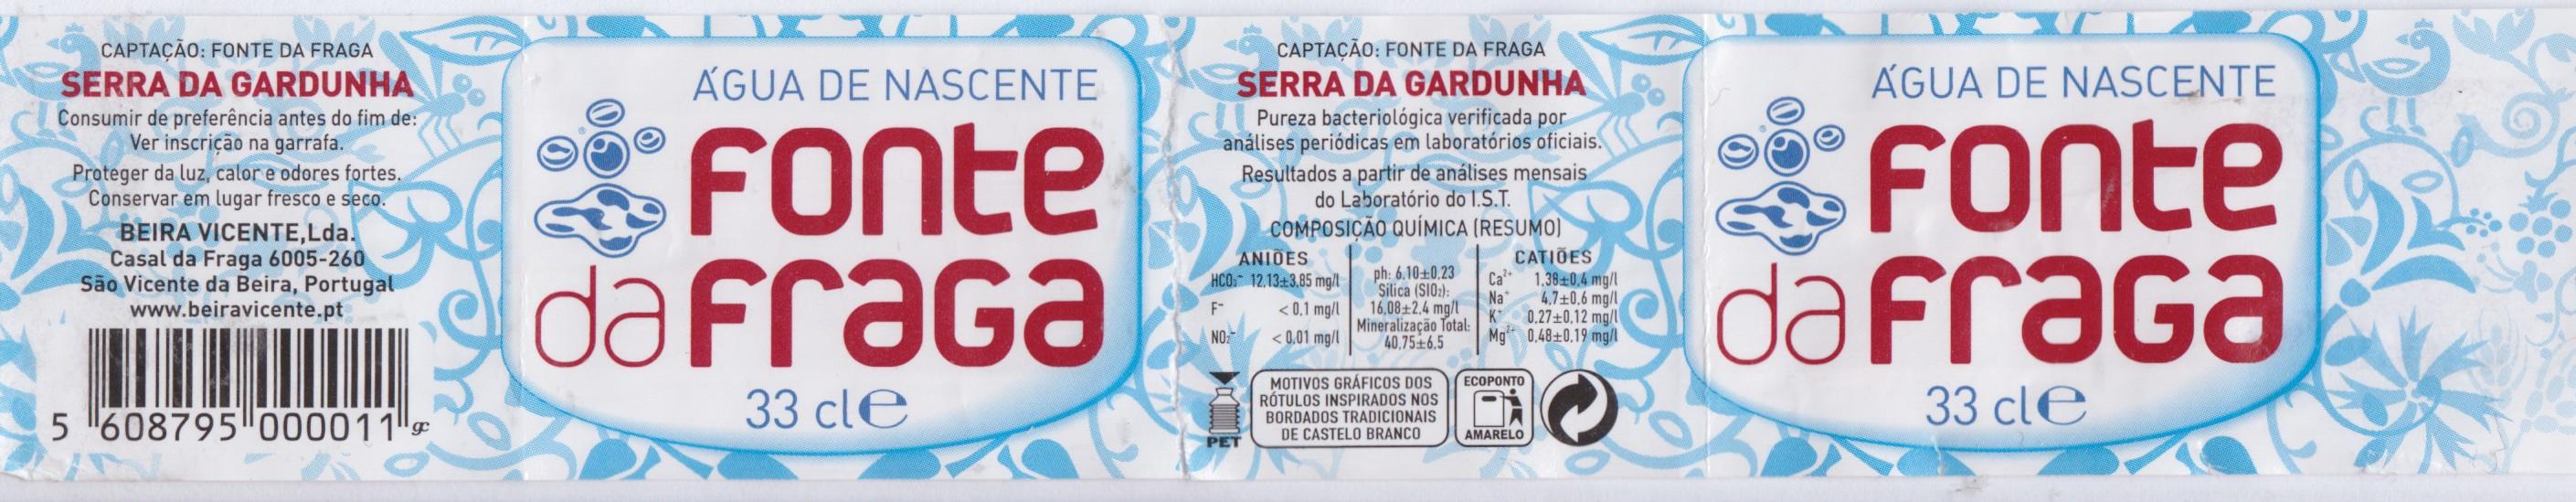 CAPTAÇÃO: FONTE DA FRAGA
SERRA DA GARDUNHA
Consumir de preferência antes do fim de:
Ver inscrição na garrafa.
Proteger da luz, calor e odores fortes.
Conservar em lugar fresco e seco.
BEIRA VICENTE,Lda.
Casal da Fraga 6005-260
São Vicente da Beira, Portugal
www.beiravicente.pt
5 608795 000011 gc
ÁGUA DE NASCENTE
Fonte
da Fraga
33 cl e
CAPTAÇÃO: FONTE DA FRAGA
SERRA DA GARDUNHA
Pureza bacteriológica verificada por
análises periódicas em laboratórios oficiais.
Resultados a partir de análises mensais
do Laboratório do I.S.T.
COMPOSIÇÃO QUÍMICA (RESUMO)
ANIÕES
HCO₃⁻ 12,13±3,85 mg/l
F⁻ < 0,1 mg/l
NO₂⁻ < 0,01 mg/l
ph: 6,10±0,23
Silica (SIO₂):
16,08±2,4 mg/l
Mineralização Total:
40,75±6,5
CATIÕES
Ca²⁺ 1,38±0,4 mg/l
Na⁺ 4,7±0,6 mg/l
K⁺ 0,27±0,12 mg/l
Mg²⁺ 0,48±0,19 mg/l
PET
MOTIVOS GRÁFICOS DOS
RÓTULOS INSPIRADOS NOS
BORDADOS TRADICIONAIS
DE CASTELO BRANCO
ECOPONTO
AMARELO
ÁGUA DE NASCENTE
Fonte
da Fraga
33 cl e